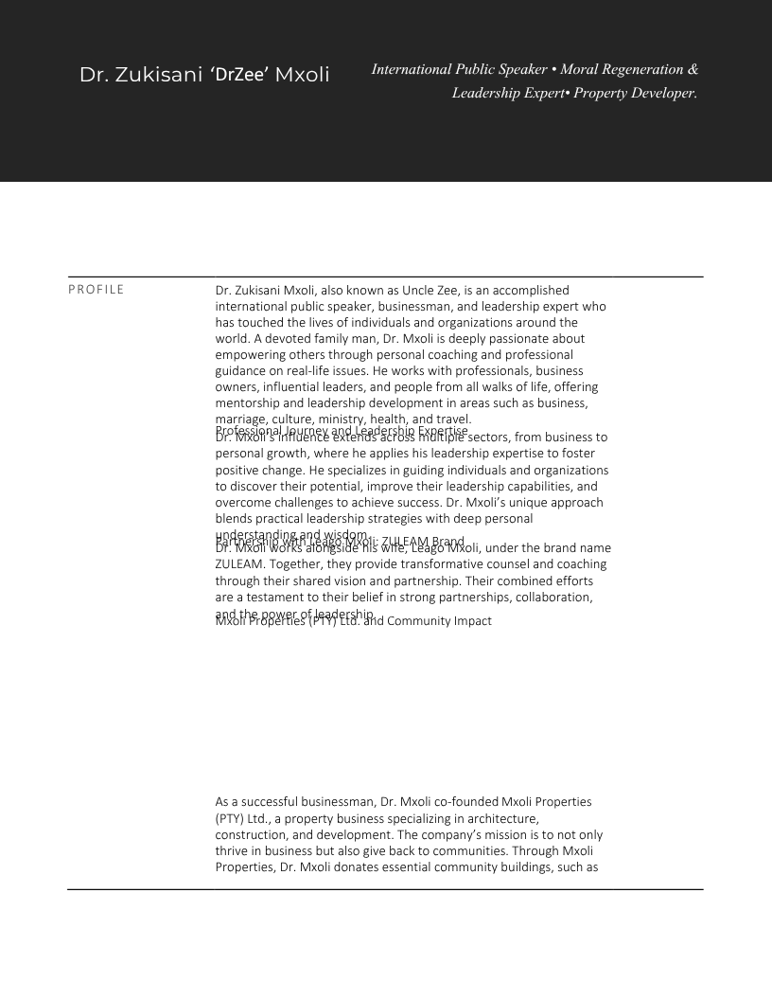 Dr. Zukisani ‘DrZee’ Mxoli
International Public Speaker • Moral Regeneration &
Leadership Expert• Property Developer.
PROFILE
Dr. Zukisani Mxoli, also known as Uncle Zee, is an accomplished
international public speaker, businessman, and leadership expert who
has touched the lives of individuals and organizations around the
world. A devoted family man, Dr. Mxoli is deeply passionate about
empowering others through personal coaching and professional
guidance on real-life issues. He works with professionals, business
owners, influential leaders, and people from all walks of life, offering
mentorship and leadership development in areas such as business,
marriage, culture, ministry, health, and travel.
Professional Journey and Leadership Expertise
Dr. Mxoli’s influence extends across multiple sectors, from business to
personal growth, where he applies his leadership expertise to foster
positive change. He specializes in guiding individuals and organizations
to discover their potential, improve their leadership capabilities, and
overcome challenges to achieve success. Dr. Mxoli’s unique approach
blends practical leadership strategies with deep personal
understanding and wisdom.
Partnership with Leago Mxoli: ZULEAM Brand
Dr. Mxoli works alongside his wife, Leago Mxoli, under the brand name
ZULEAM. Together, they provide transformative counsel and coaching
through their shared vision and partnership. Their combined efforts
are a testament to their belief in strong partnerships, collaboration,
and the power of leadership.
Mxoli Properties (PTY) Ltd. and Community Impact
As a successful businessman, Dr. Mxoli co-founded Mxoli Properties
(PTY) Ltd., a property business specializing in architecture,
construction, and development. The company’s mission is to not only
thrive in business but also give back to communities. Through Mxoli
Properties, Dr. Mxoli donates essential community buildings, such as